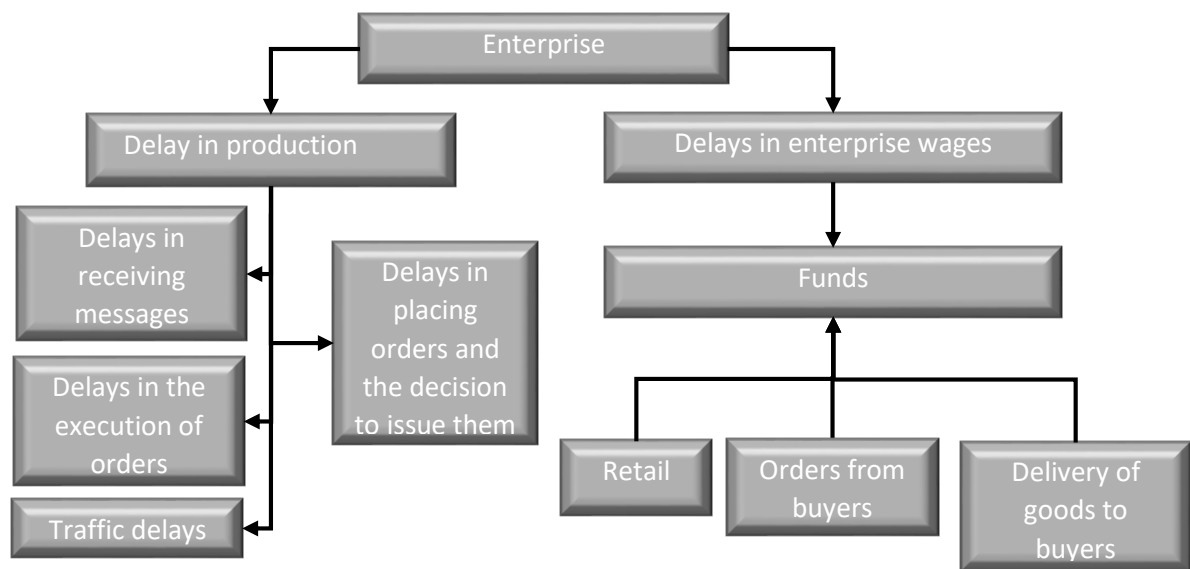 Enterprise
Delay in production
Delays in enterprise wages
Delays in
receiving
messages
Delays in
placing
orders and
the decision
to issue them
Funds
Delays in the
execution of
orders
Retail
Orders from
buyers
Delivery of
goods to
buyers
Traffic delays